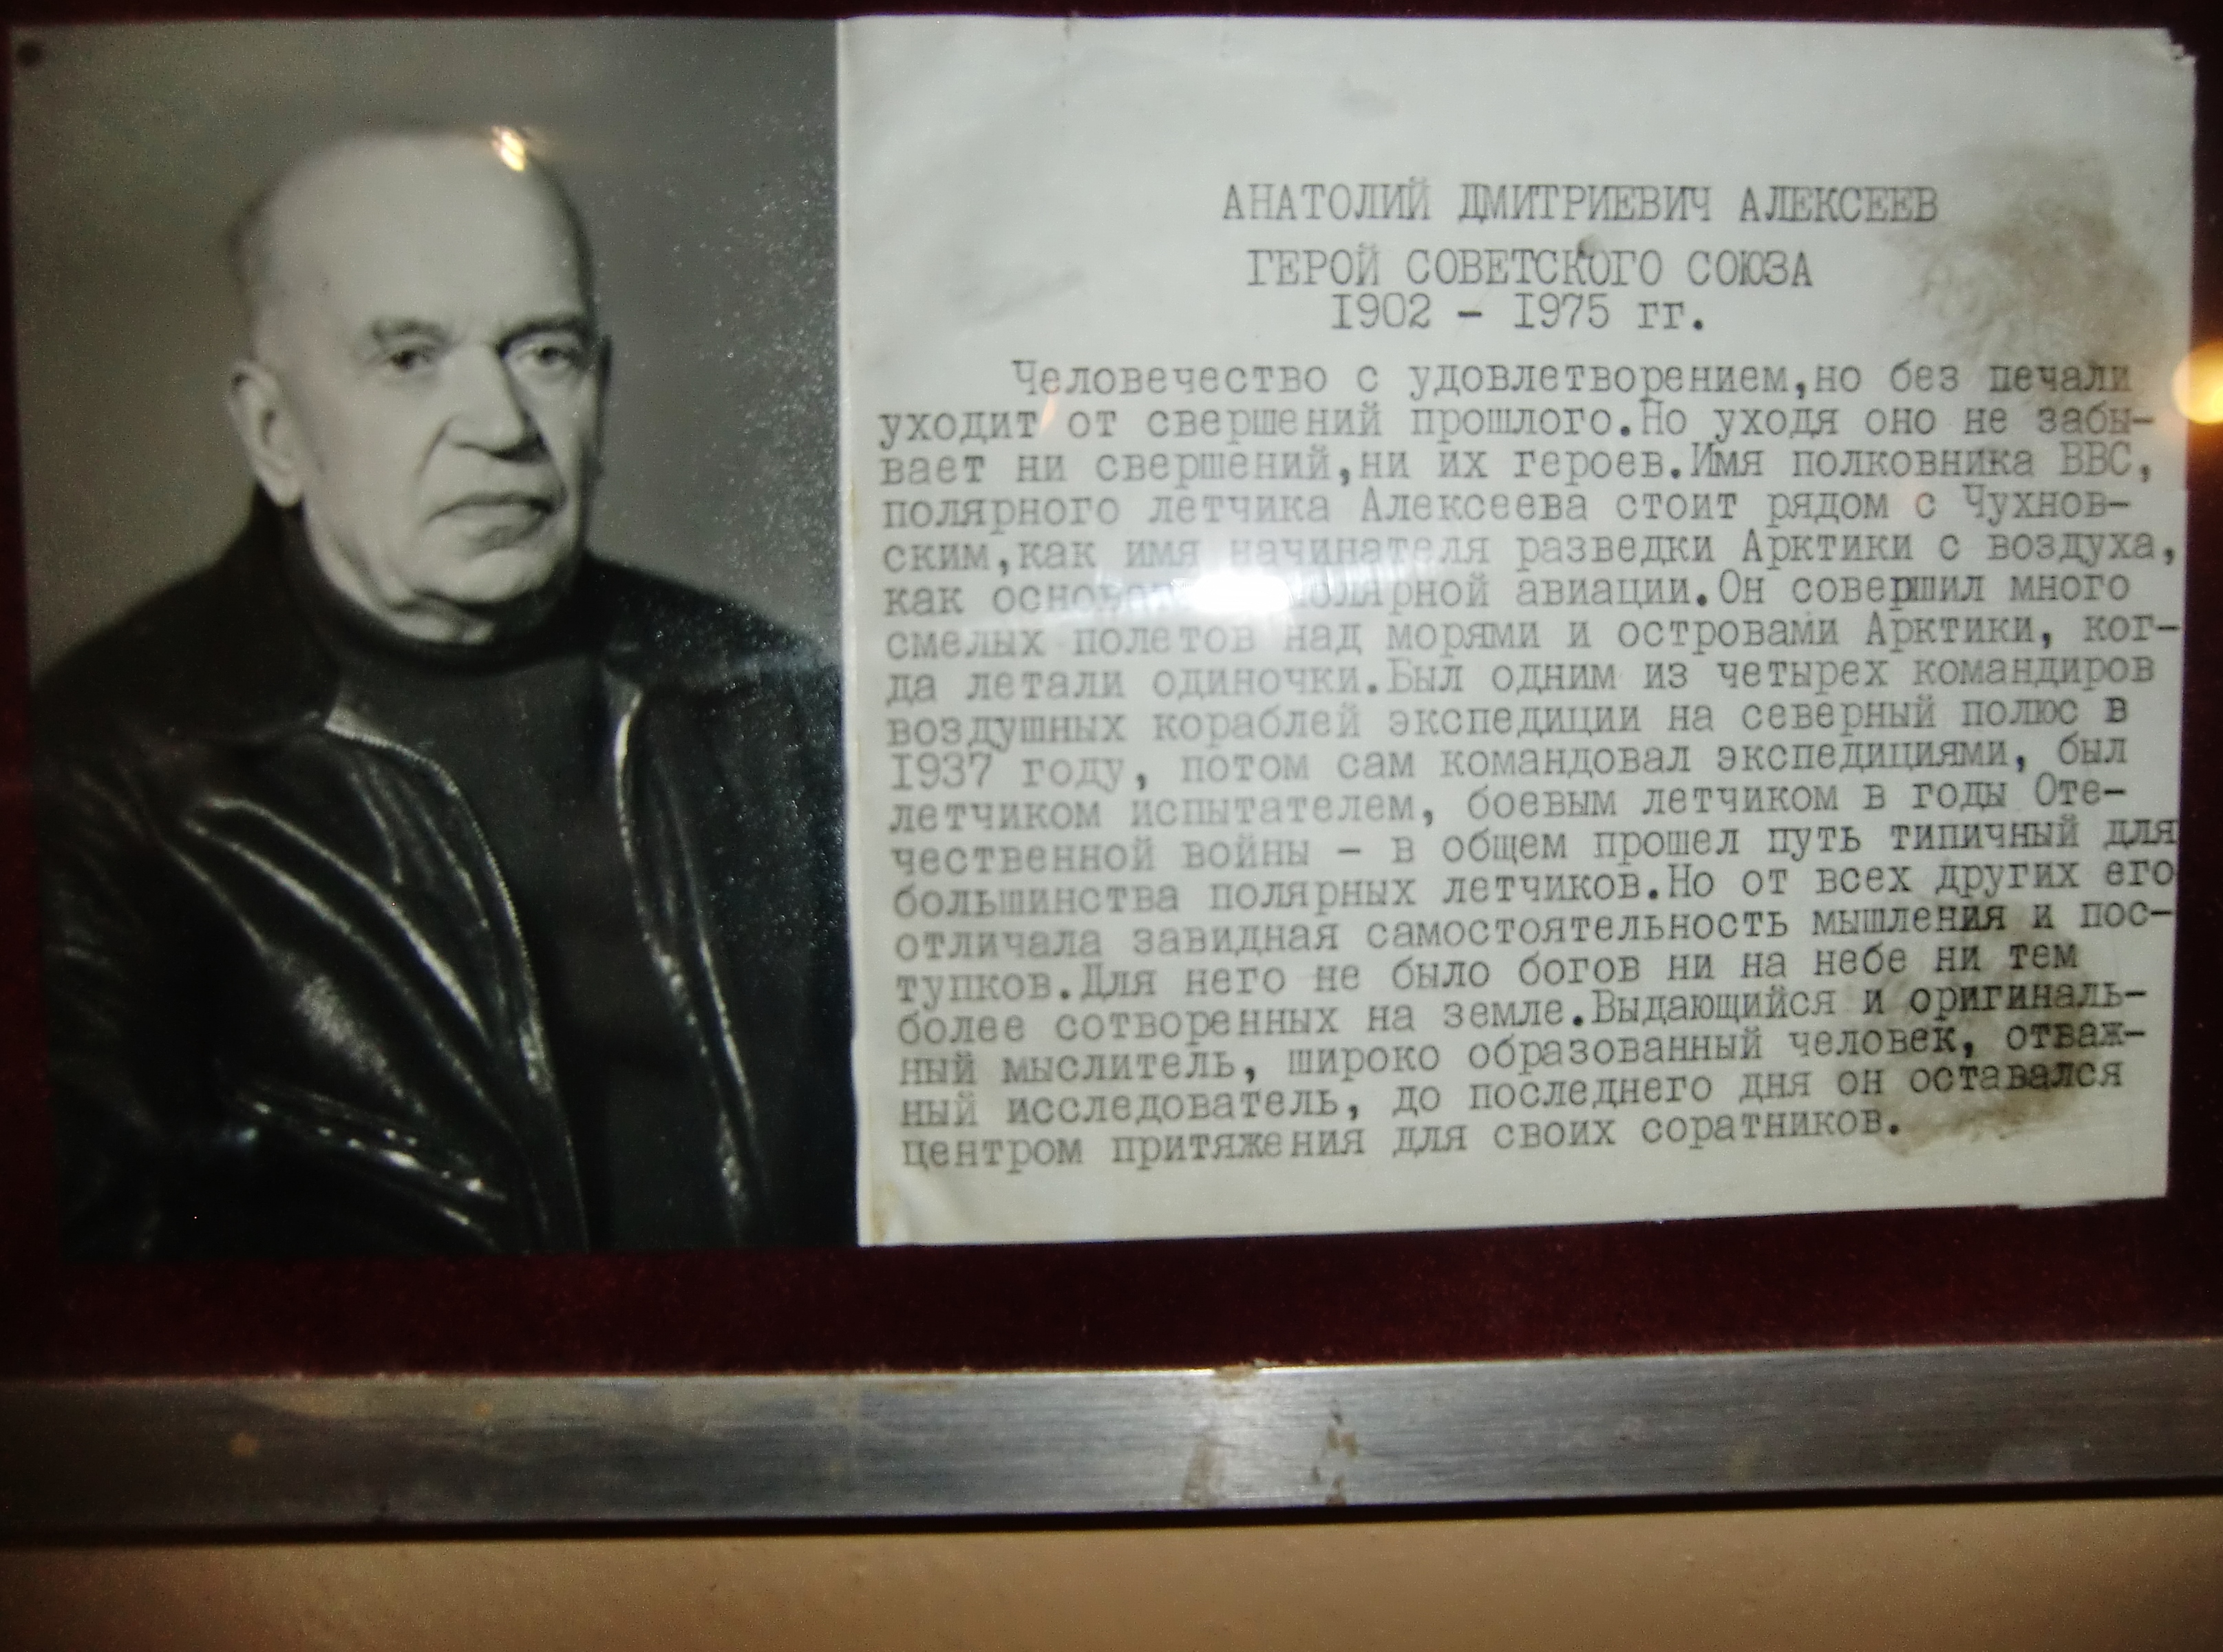 АНАТОЛИЙ ДМИТРИЕВИЧ АЛЕКСЕЕВ
ГЕРОЙ СОВЕТСКОГО СОЮЗА
1902 - 1975 гг.
Человечество с удовлетворением,но без печали
уходит от свершений прошлого.Но уходя оно не забы-
вает ни свершений,ни их героев.Имя полковника ВВС,
полярного летчика Алексеева стоит рядом с Чухнов-
ским,как имя начинателя разведки Арктики с воздуха,
как полярной авиации.Он совершил много
смелых полетов над морями и островами Арктики, ког-
да летали одиночки.Был одним из четырех командиров
воздушных кораблей экспедиции на северный полюс в
1937 году, потом сам командовал экспедициями, был
летчиком испытателем, боевым летчиком в годы Оте-
чественной войны - в общем прошел путь типичный для
большинства полярных летчиков.Но от всех других его
отличала завидная самостоятельность мышления и пос-
тупков.Для него не было богов ни на небе ни тем
более сотворенных на земле.Выдающийся и оригиналь-
ный мыслитель, широко образованный человек, отваж-
ный исследователь, до последнего дня он оставался
центром притяжения для своих соратников.